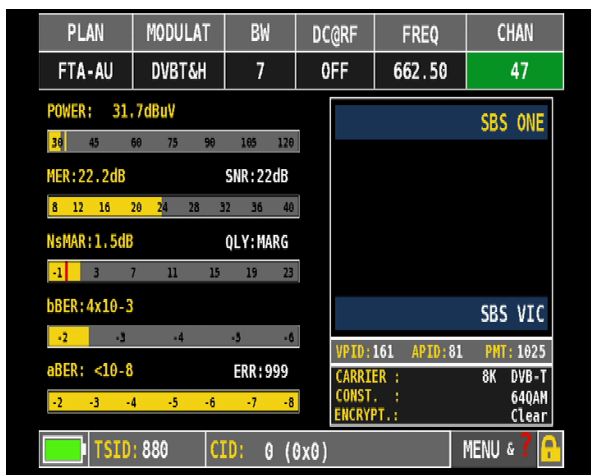 PLAN MODULAT BW DC@RF FREQ CHAN
FTA-AU DVBT&H 7 OFF 662.50 47
POWER: 31.7dBuV
30 45 60 75 90 105 120
MER:22.2dB SNR:22dB
8 12 16 20 24 28 32 36 40
NsMAR:1.5dB QLY:MARG
-1 3 7 11 15 19 23
bBER:4x10-3
-2 -3 -4 -5 -6
aBER: <10-8 ERR:999
-2 -3 -4 -5 -6 -7 -8
SBS ONE
SBS VIC
VPID:161 APID:81 PMT:1025
CARRIER : 8K DVB-T
CONST. : 64QAM
ENCRYPT.: Clear
TSID:880 CID: 0 (0x0) MENU & ?